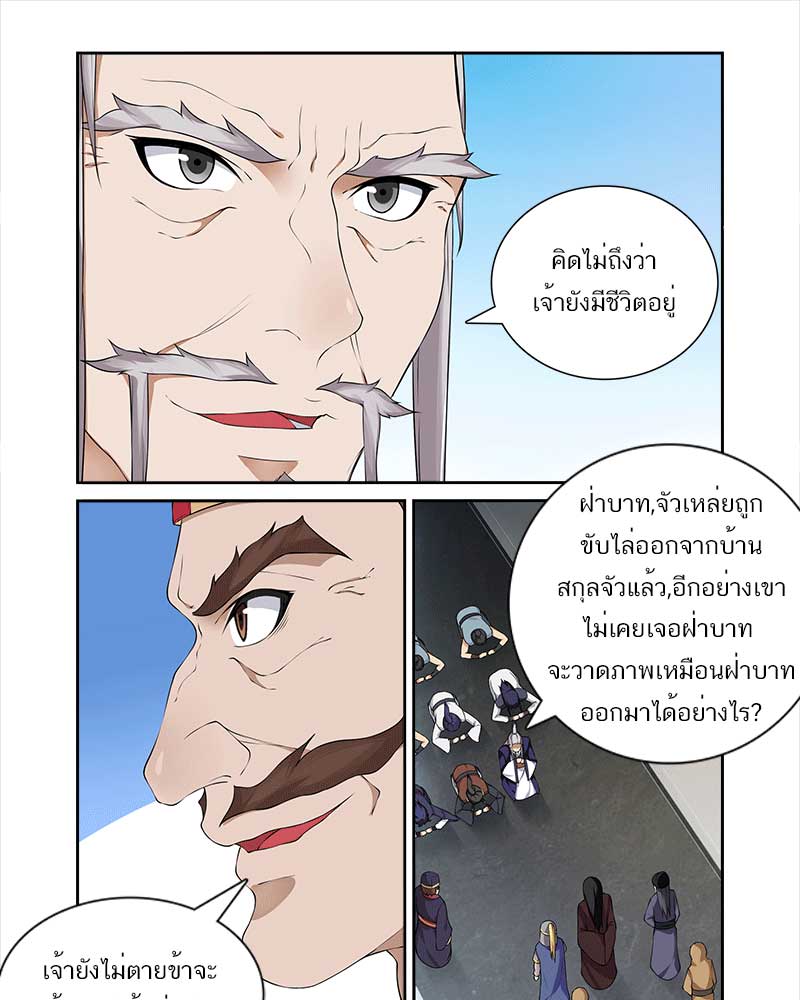 คิดไม่ถึงว่า
เจ้ายังมีชีวิตอยู่
ฝ่าบาท,จัวเหล่ยถูก
ขับไล่ออกจากบ้าน
สกุลจัวแล้ว,อีกอย่างเขา
ไม่เคยเจอฝ่าบาท
จะวาดภาพเหมือนฝ่าบาท
ออกมาได้อย่างไร?
เจ้ายังไม่ตายข้าจะ